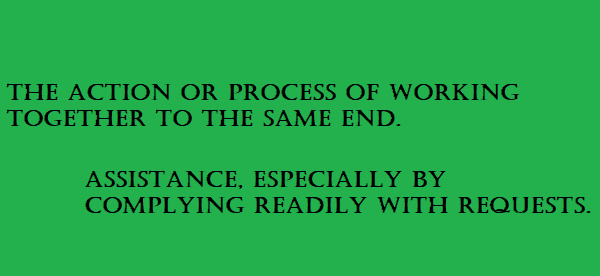 THE ACTION OR PROCESS OF WORKING
TOGETHER TO THE SAME END.
ASSISTANCE, ESPECIALLY BY
COMPLYING READILY WITH REQUESTS.